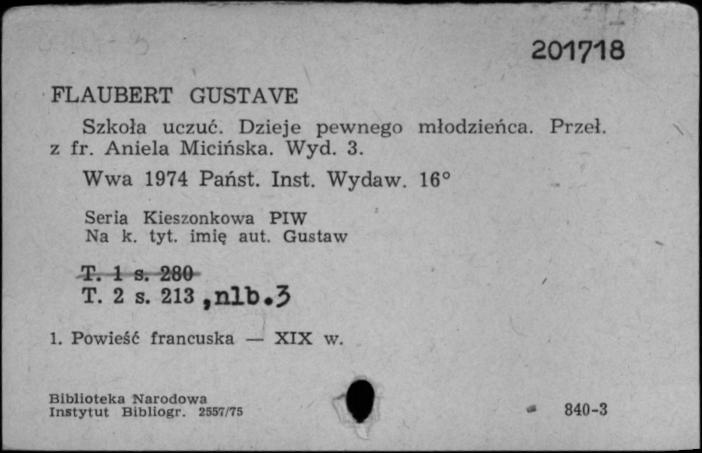 201718
FLAUBERT GUSTAVE
Szkoła uczuć. Dzieje pewnego młodzieńca. Przeł.
z fr. Aniela Micińska. Wyd. 3.
Wwa 1974 Państ. Inst. Wydaw. 16°
Seria Kieszonkowa PIW
Na k. tyt. imię aut. Gustaw
T. 1 s. 280
T. 2 s. 213 ,nlb.3
1. Powieść francuska — XIX w.
Biblioteka Narodowa
Instytut Bibliogr. 2557/75
840-3